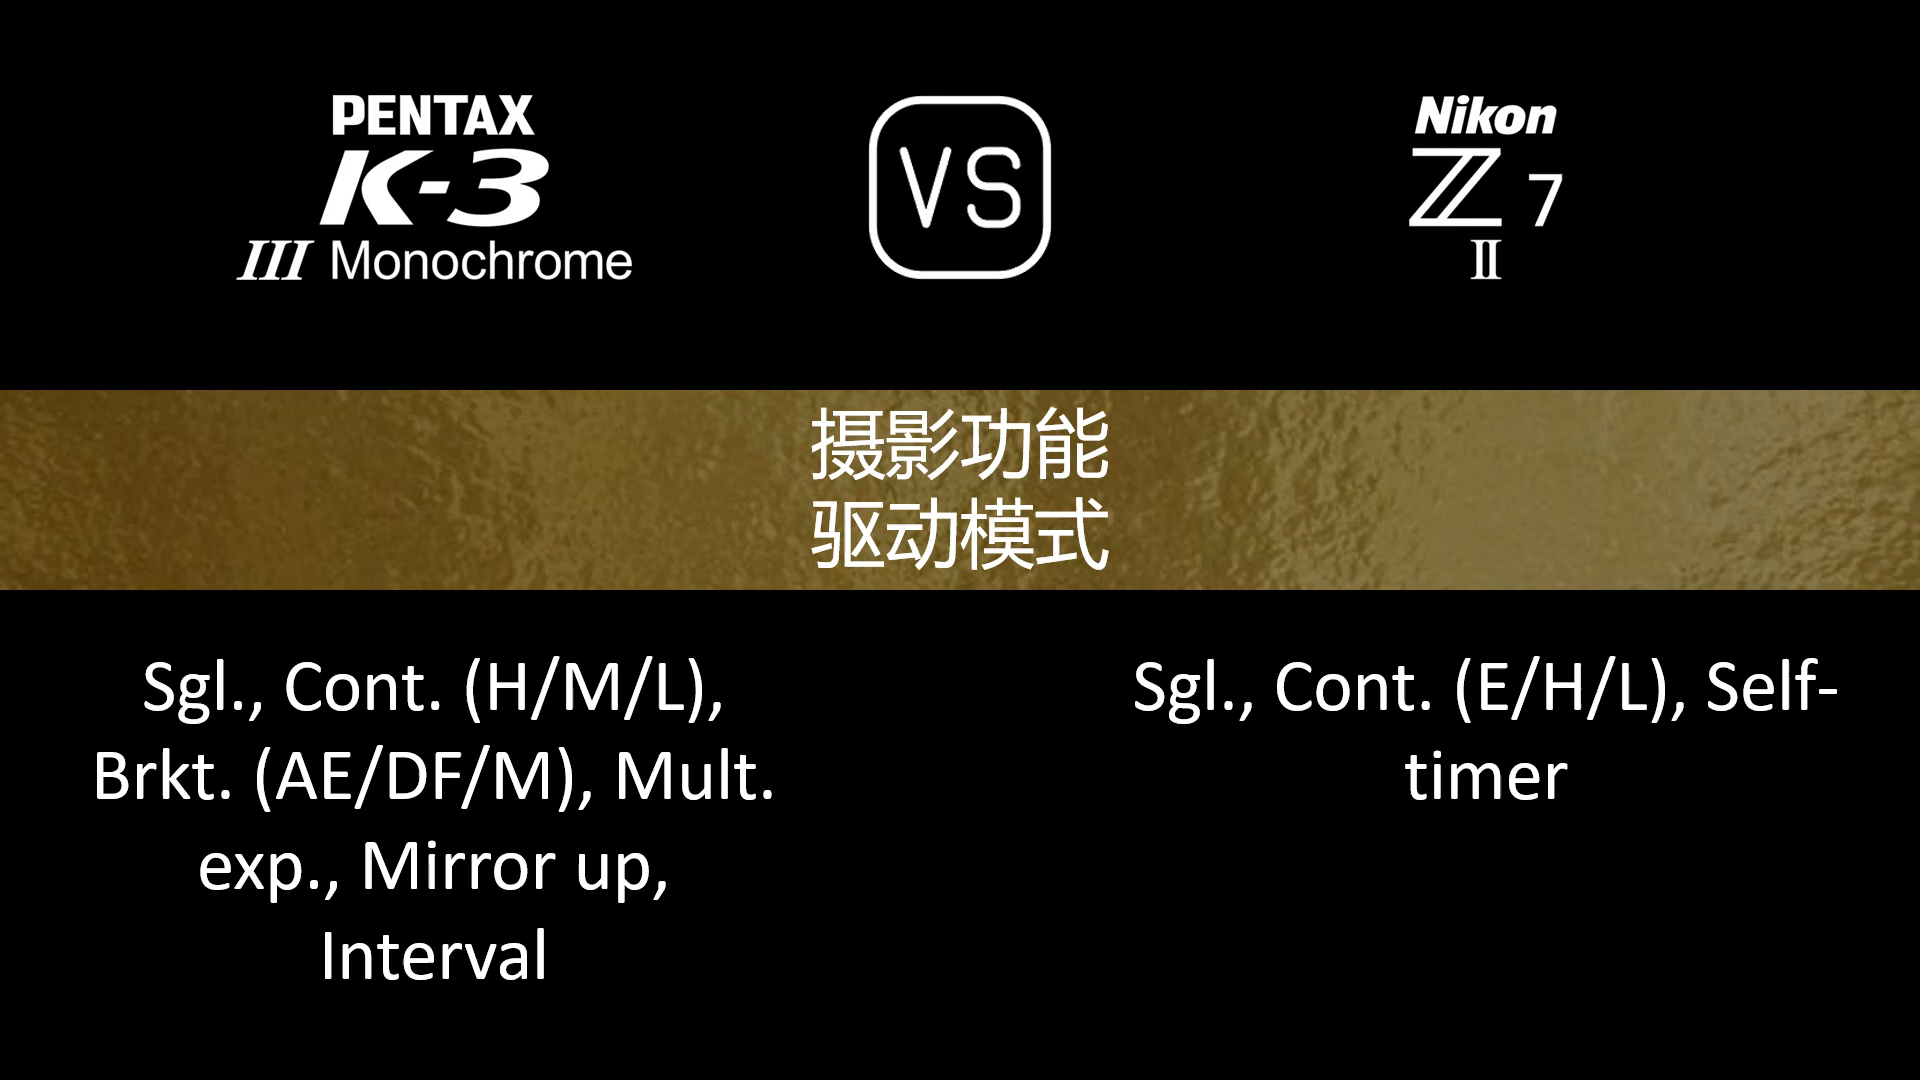 PENTAX
K-3
III Monochrome
VS
Nikon
Z 7
II
摄影功能
驱动模式
Sgl., Cont. (H/M/L),
Brkt. (AE/DF/M), Mult.
exp., Mirror up,
Interval
Sgl., Cont. (E/H/L), Self-
timer